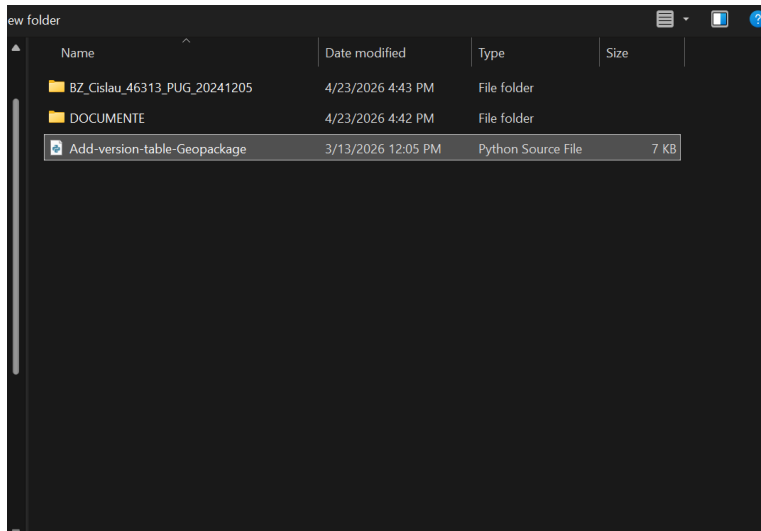 ew folder
Name Date modified Type Size
BZ_Cislau_46313_PUG_20241205 4/23/2026 4:43 PM File folder
DOCUMENTE 4/23/2026 4:42 PM File folder
Add-version-table-Geopackage 3/13/2026 12:05 PM Python Source File 7 KB